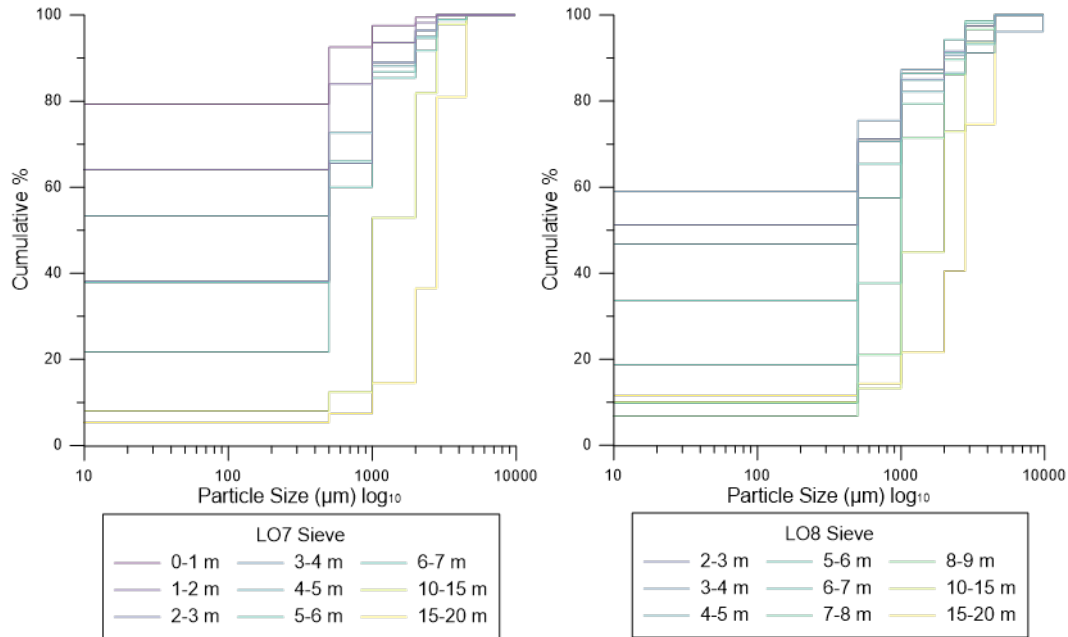 100
80
60
40
20
0
Cumulative %
10
100
1000
10000
Particle Size (µm) log₁₀
LO7 Sieve
0-1 m 3-4 m 6-7 m
1-2 m 4-5 m 10-15 m
2-3 m 5-6 m 15-20 m
100
80
60
40
20
0
Cumulative %
10
100
1000
10000
Particle Size (µm) log₁₀
LO8 Sieve
2-3 m 5-6 m 8-9 m
3-4 m 6-7 m 10-15 m
4-5 m 7-8 m 15-20 m